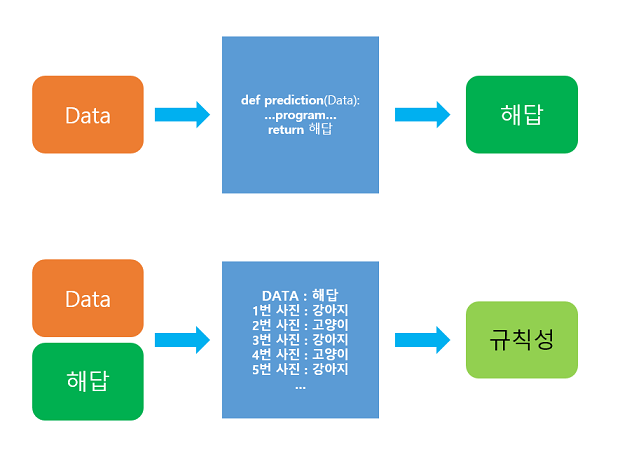 Data
def prediction(Data):
...program...
return 해답
해답
Data
해답
DATA : 해답
1번 사진 : 강아지
2번 사진 : 고양이
3번 사진 : 강아지
4번 사진 : 고양이
5번 사진 : 강아지
...
규칙성